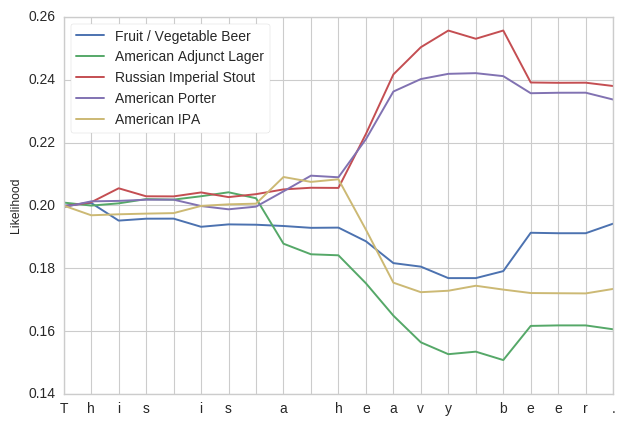 0.26
0.24
0.22
0.20
0.18
0.16
0.14
Likelihood
Fruit / Vegetable Beer
American Adjunct Lager
Russian Imperial Stout
American Porter
American IPA
T h i s i s a h e a v y b e e r .